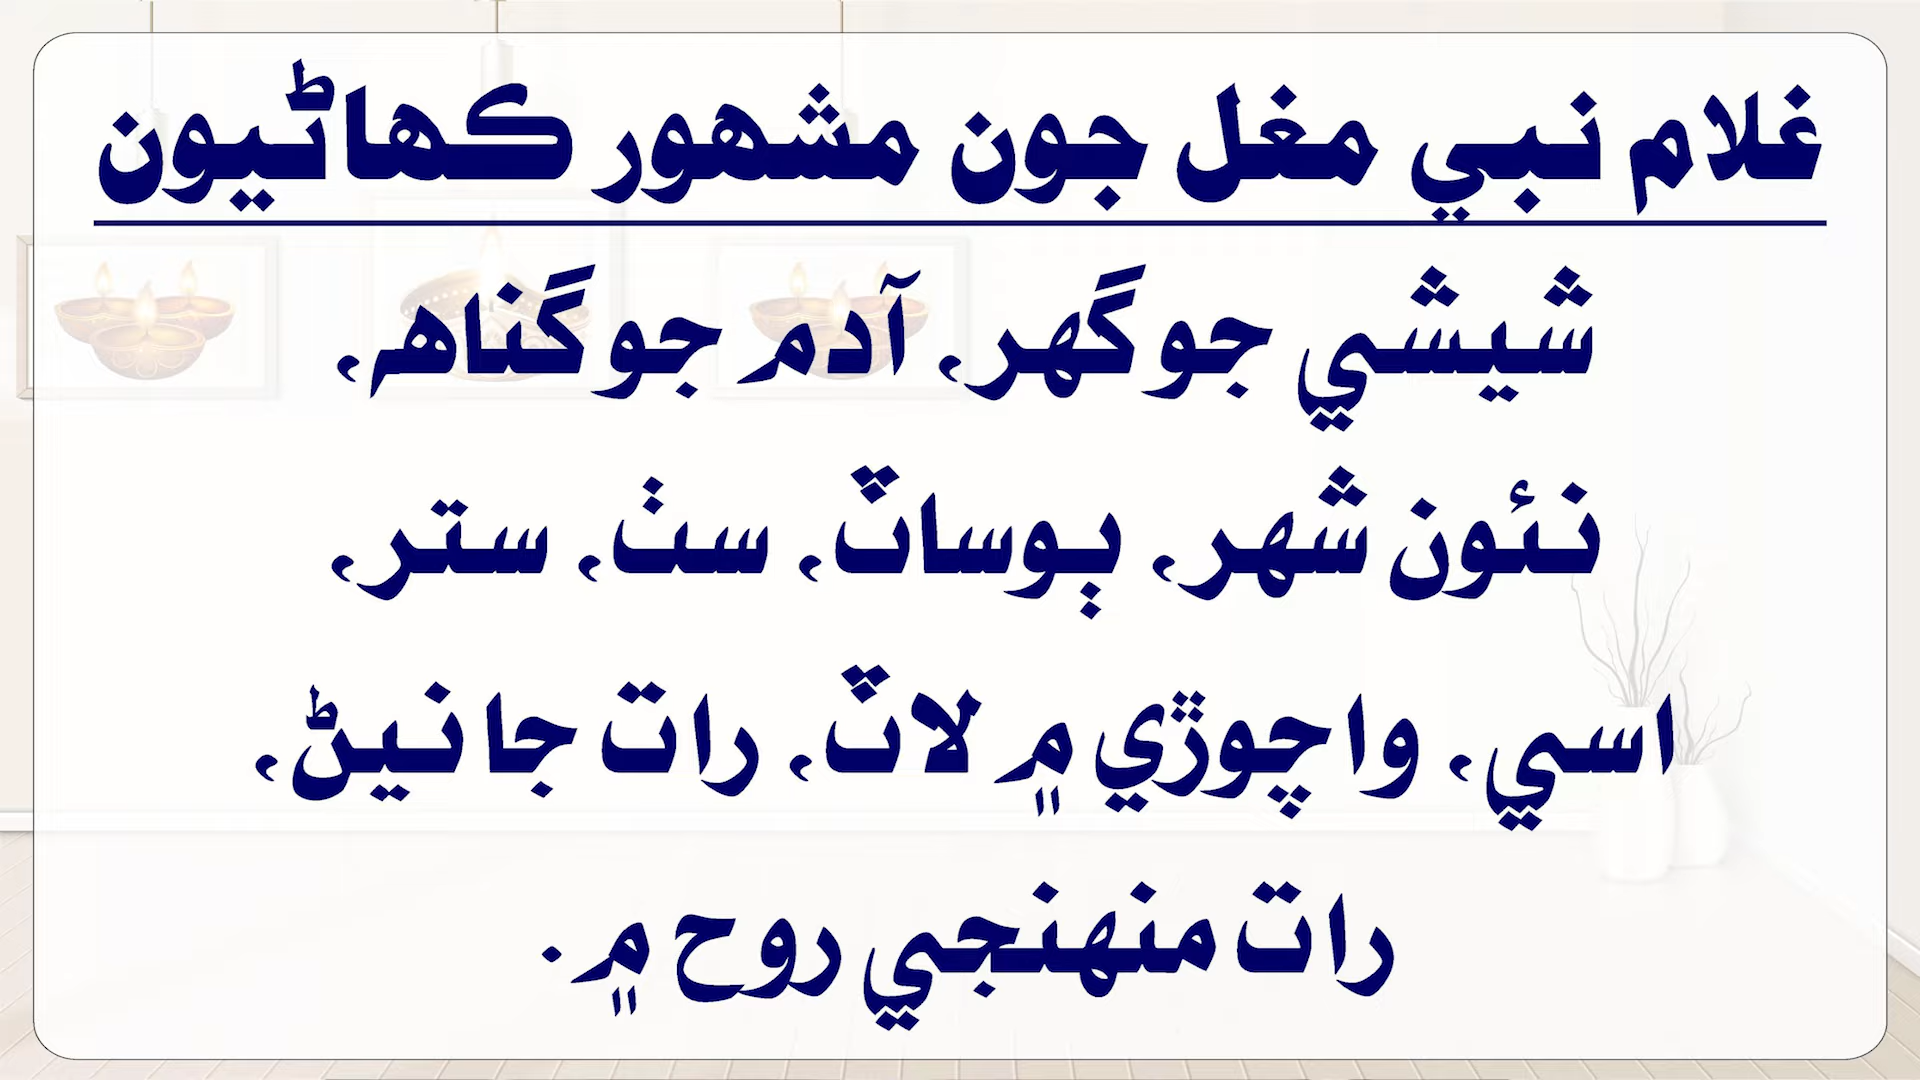 غلام نبي مغل جون مشهور ڪهاڻيون
شيشي جو گهر، آدم جو گناهه،
نئون شهر، ٻوساٽ، سٺ، ستر،
اسي، واچوڙي ۾ لاٽ، رات جا نيڻ،
رات منهنجي روح ۾.